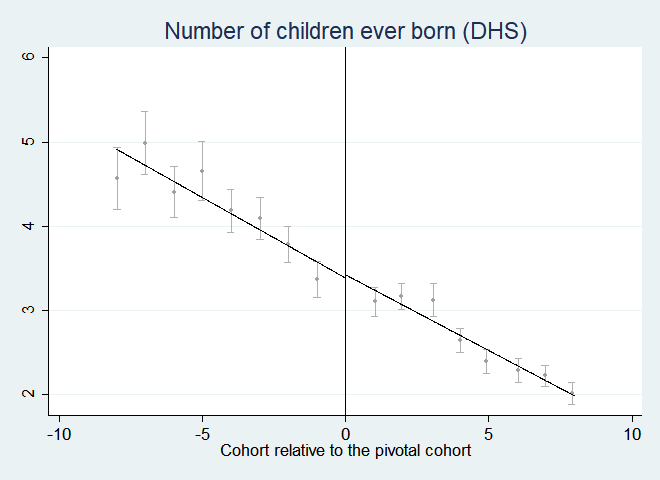 Number of children ever born (DHS)
6
5
4
3
2
-10 -5 0 5 10
Cohort relative to the pivotal cohort